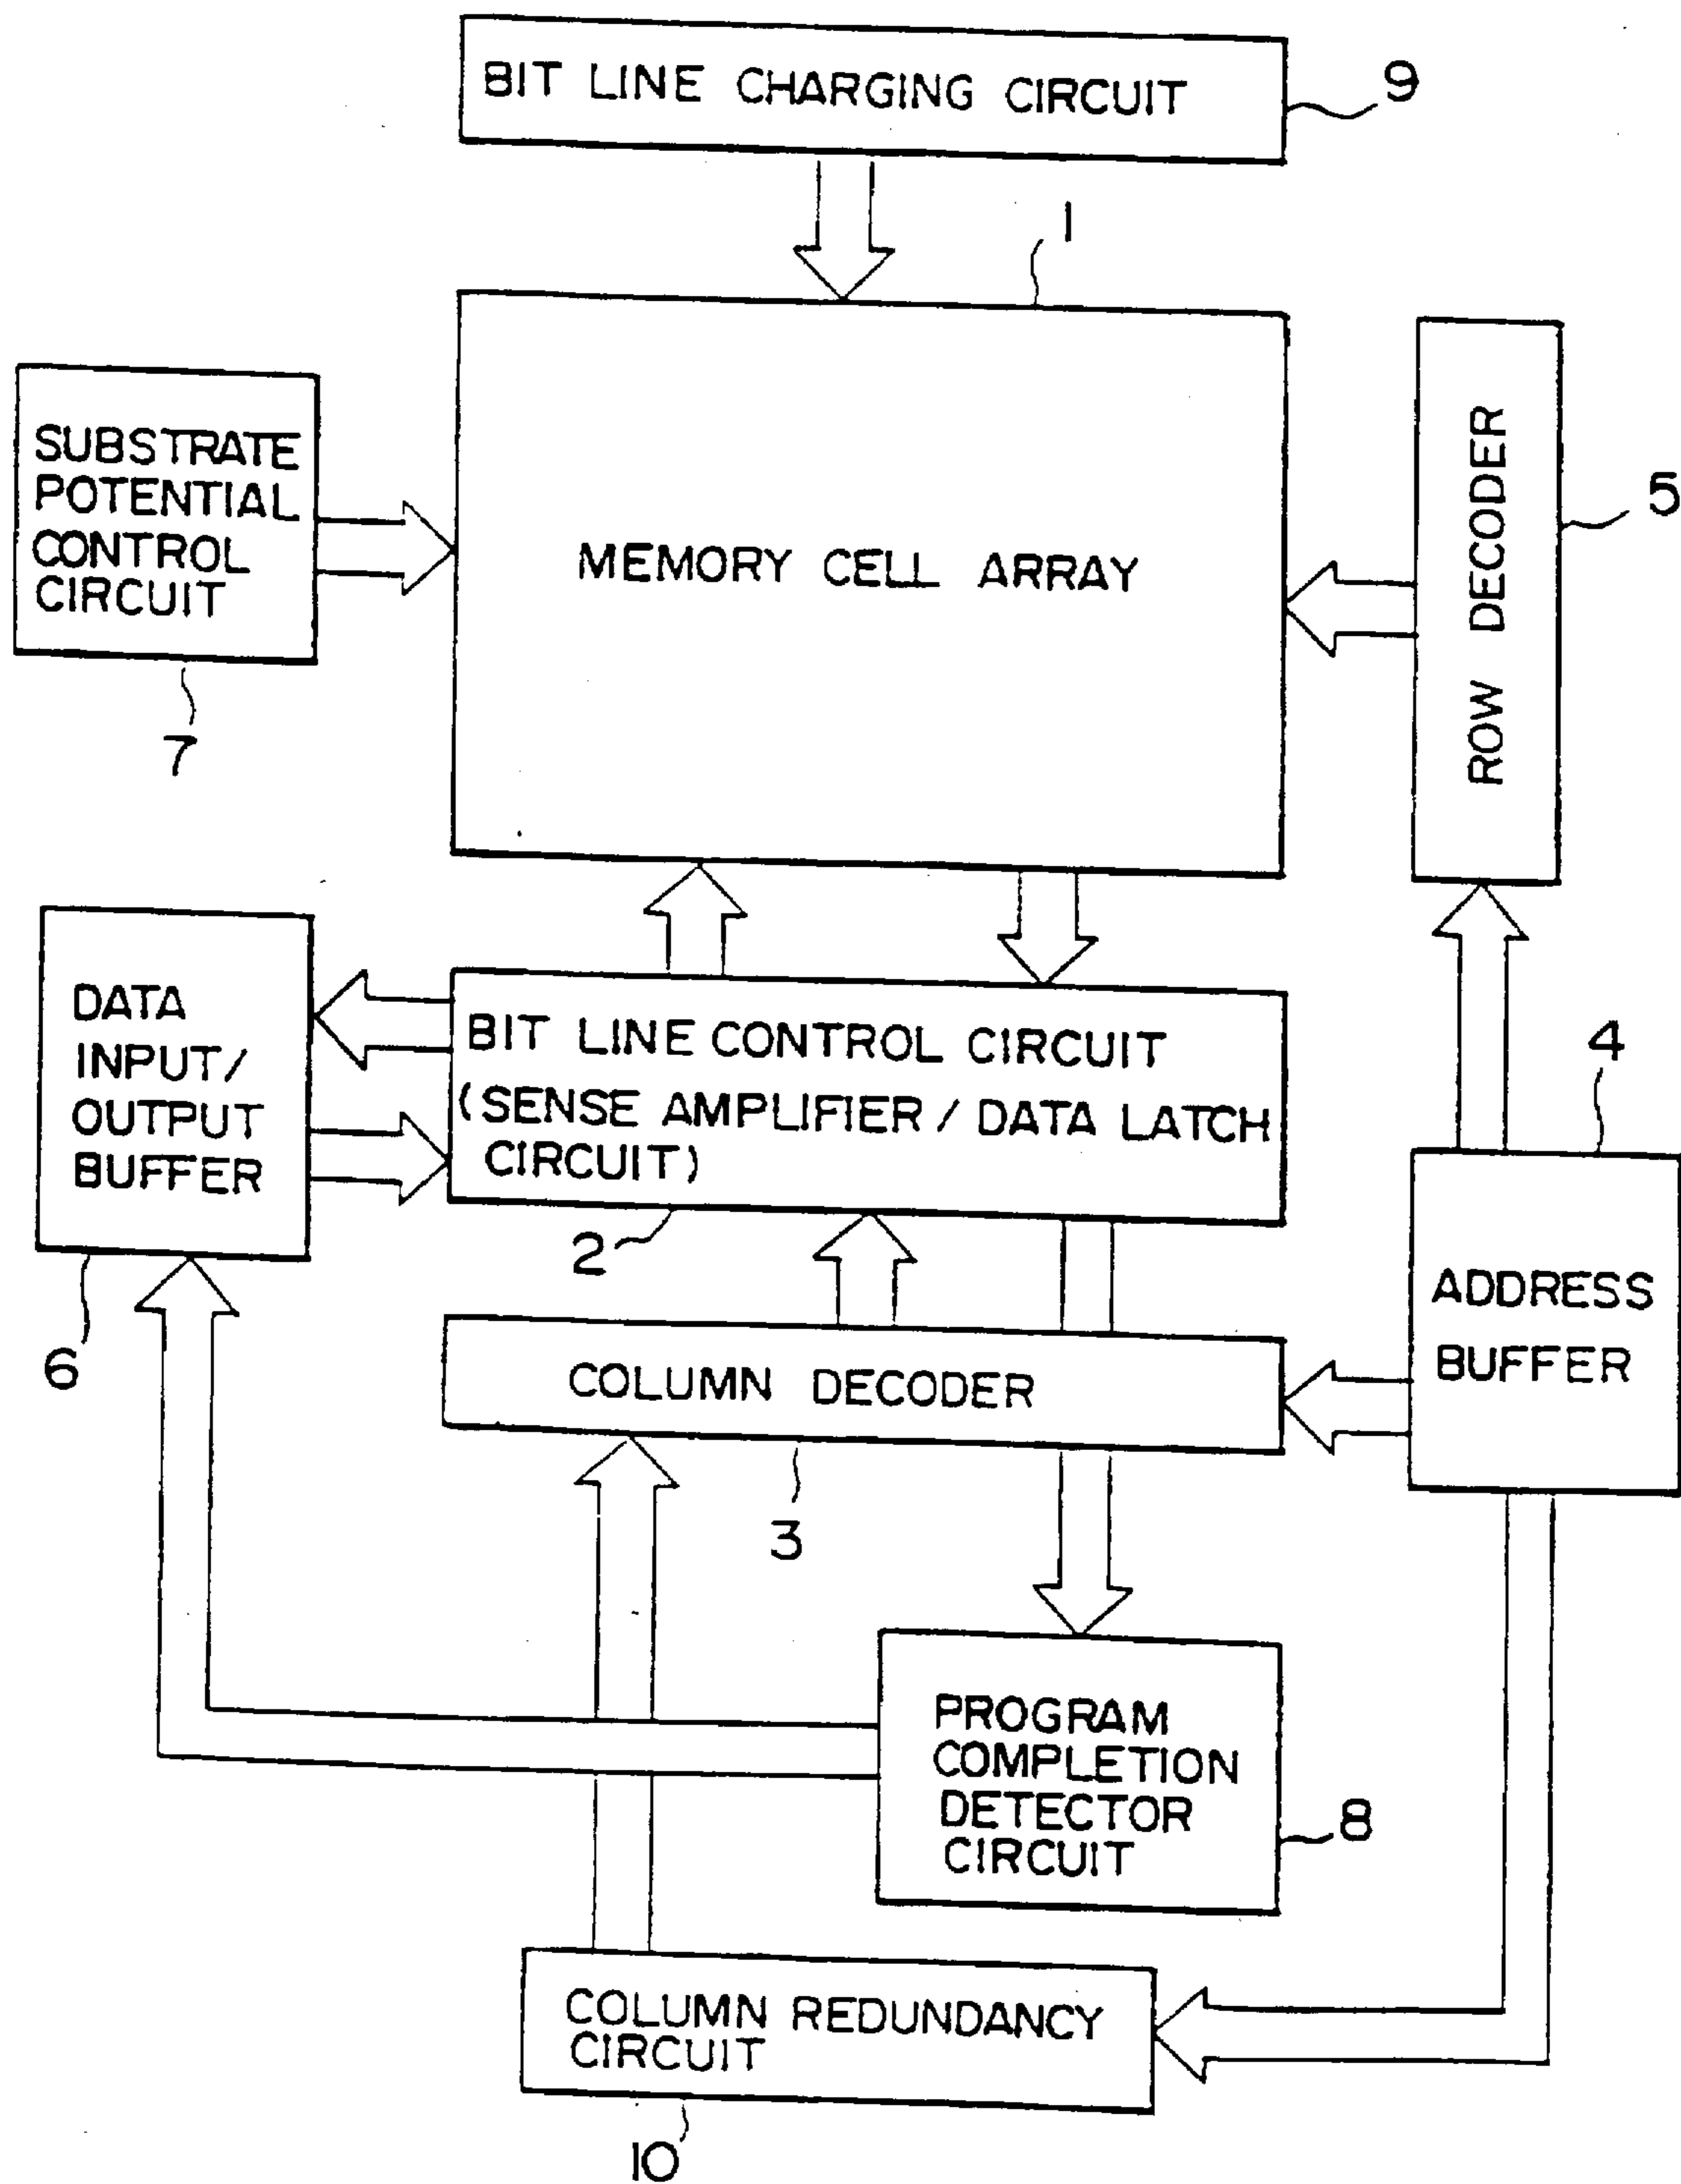 BIT LINE CHARGING CIRCUIT
9
1
SUBSTRATE
POTENTIAL
CONTROL
CIRCUIT
7
MEMORY CELL ARRAY
ROW DECODER
5
DATA
INPUT/
OUTPUT
BUFFER
6
BIT LINE CONTROL CIRCUIT
(SENSE AMPLIFIER / DATA LATCH
CIRCUIT)
2
4
ADDRESS
BUFFER
COLUMN DECODER
3
PROGRAM
COMPLETION
DETECTOR
CIRCUIT
8
COLUMN REDUNDANCY
CIRCUIT
10